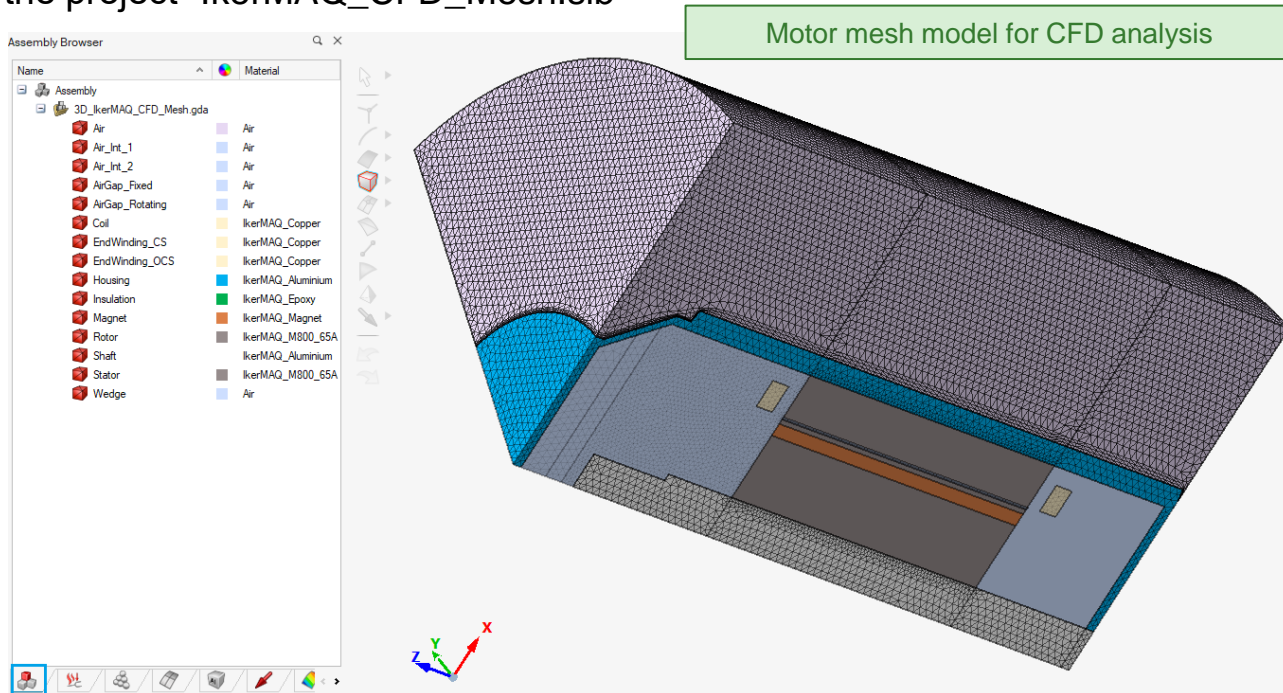 the project "IkerMAQ_CFD_Mesh.slb"
Motor mesh model for CFD analysis
Assembly Browser
Name Material
Assembly
3D_IkerMAQ_CFD_Mesh.gda
Air Air
Air_Int_1 Air
Air_Int_2 Air
AirGap_Fixed Air
AirGap_Rotating Air
Coil IkerMAQ_Copper
EndWinding_CS IkerMAQ_Copper
EndWinding_OCS IkerMAQ_Copper
Housing IkerMAQ_Aluminium
Insulation IkerMAQ_Epoxy
Magnet IkerMAQ_Magnet
Rotor IkerMAQ_M800_65A
Shaft IkerMAQ_Aluminium
Stator IkerMAQ_M800_65A
Wedge Air
X
Y
Z